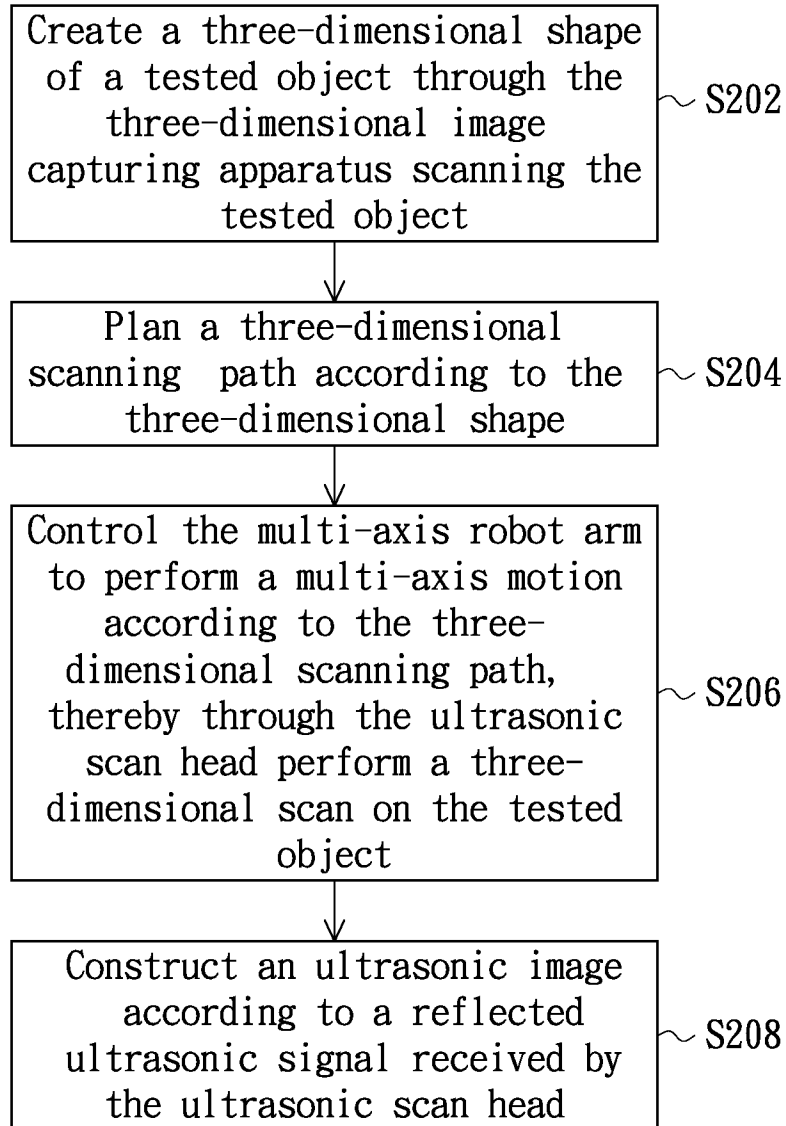 Create a three-dimensional shape
of a tested object through the
three-dimensional image
capturing apparatus scanning the
tested object
S202
Plan a three-dimensional
scanning path according to the
three-dimensional shape
S204
Control the multi-axis robot arm
to perform a multi-axis motion
according to the three-
dimensional scanning path,
thereby through the ultrasonic
scan head perform a three-
dimensional scan on the tested
object
S206
Construct an ultrasonic image
according to a reflected
ultrasonic signal received by
the ultrasonic scan head
S208